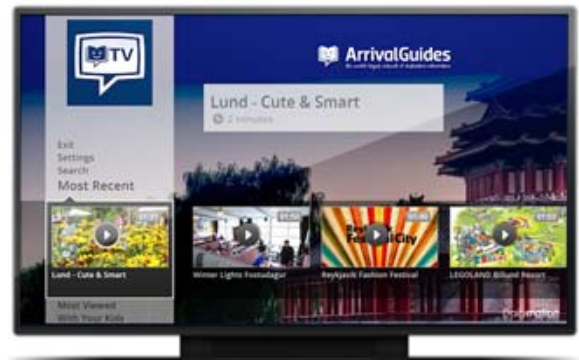 TV
ArrivalGuides
Lund - Cute & Smart
2 minutes
Exit
Settings
Search
Most Recent
Lund - Cute & Smart
Winter Lights Fostudagur
Reykjavik Fashion Festival
LEGOLAND Billund Resort
Most Viewed
With Your Kids